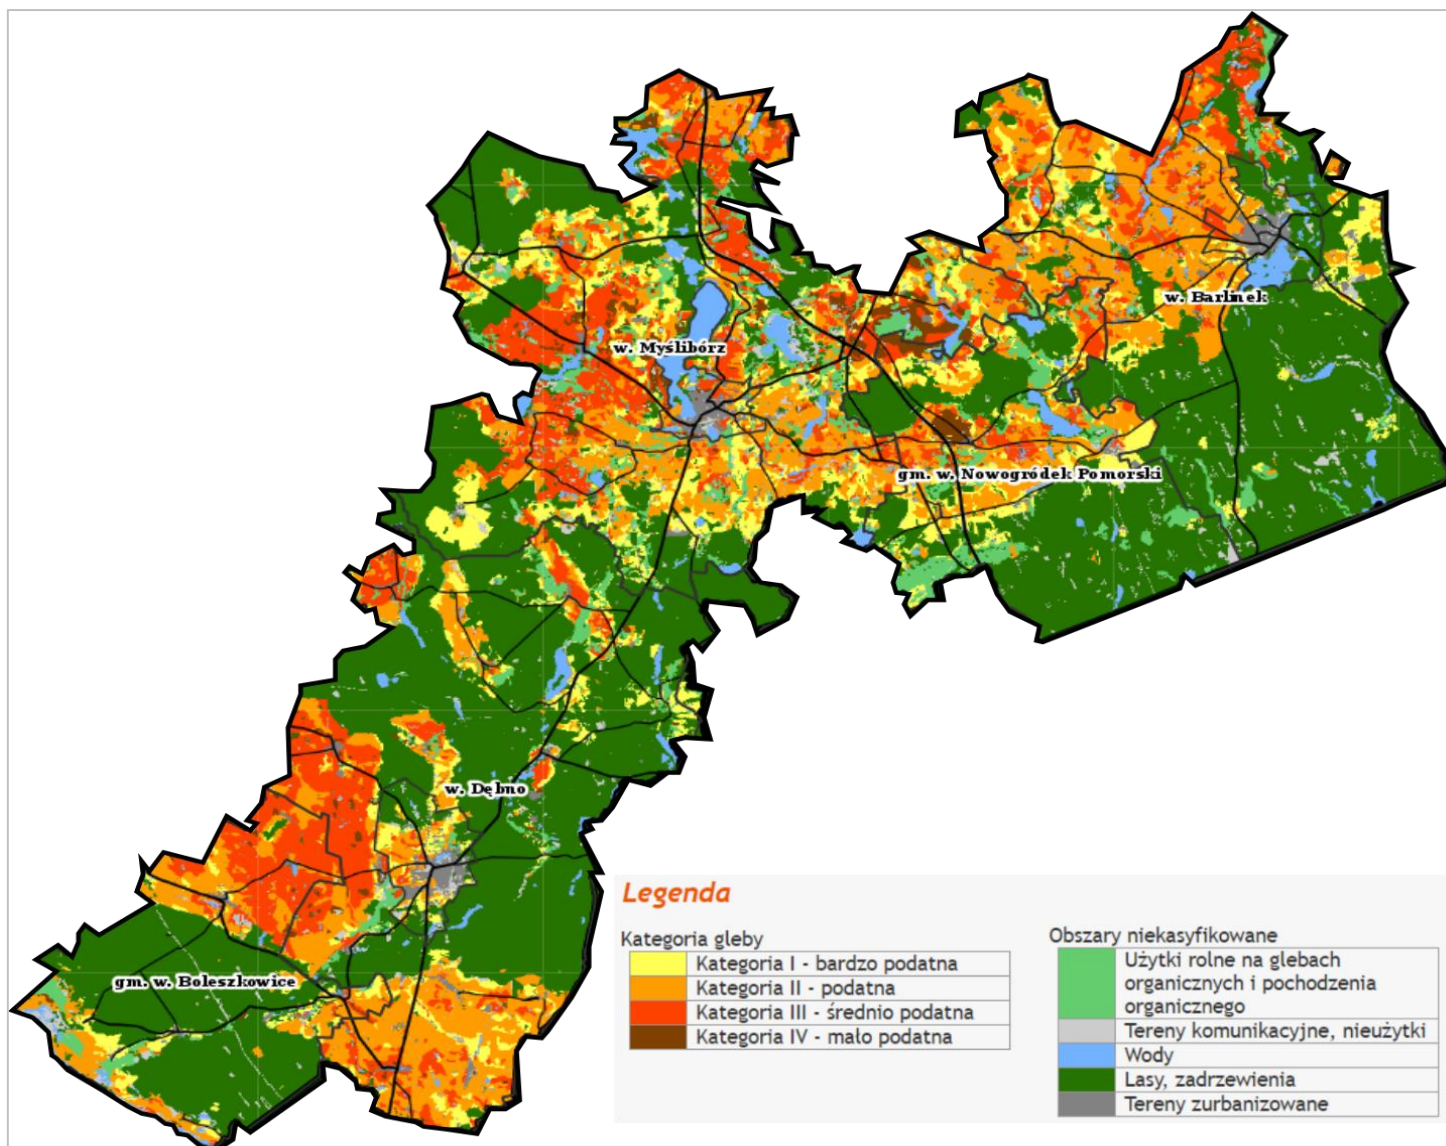 w. Barlinek
w. Myślibórz
gm. w. Nowogródek Pomorski
w. Dębno
gm. w. Boleszkowice
Legenda
Kategoria gleby
Kategoria I - bardzo podatna
Kategoria II - podatna
Kategoria III - średnio podatna
Kategoria IV - mało podatna
Obszary niekasyfikowane
Użytki rolne na glebach
organicznych i pochodzenia
organicznego
Tereny komunikacyjne, nieużytki
Wody
Lasy, zadrzewienia
Tereny zurbanizowane